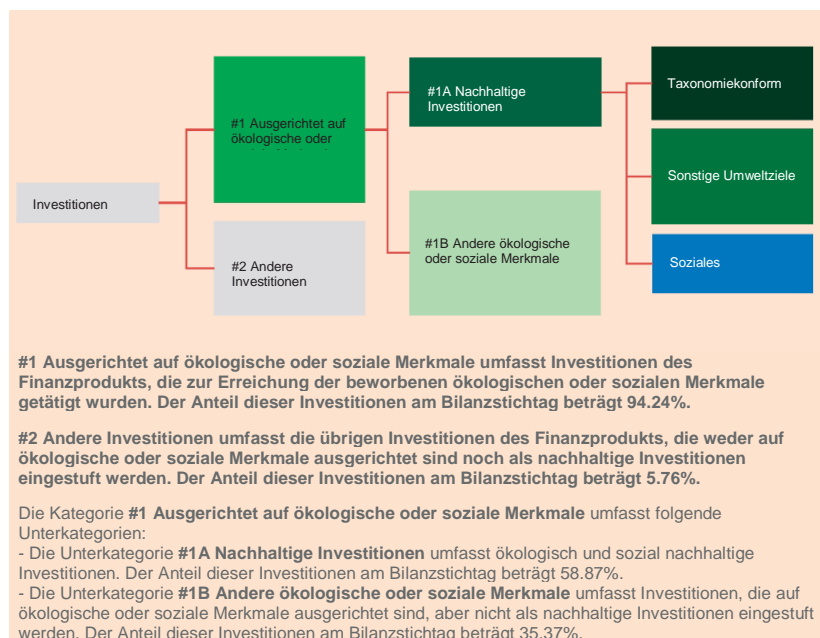 #1A Nachhaltige
Investitionen
Taxonomiekonform
#1 Ausgerichtet auf
ökologische oder
Sonstige Umweltziele
Investitionen
#2 Andere
Investitionen
#1B Andere ökologische
oder soziale Merkmale
Soziales
#1 Ausgerichtet auf ökologische oder soziale Merkmale umfasst Investitionen des
Finanzprodukts, die zur Erreichung der beworbenen ökologischen oder sozialen Merkmale
getätigt wurden. Der Anteil dieser Investitionen am Bilanzstichtag beträgt 94.24%.
#2 Andere Investitionen umfasst die übrigen Investitionen des Finanzprodukts, die weder auf
ökologische oder soziale Merkmale ausgerichtet sind noch als nachhaltige Investitionen
eingestuft werden. Der Anteil dieser Investitionen am Bilanzstichtag beträgt 5.76%.
Die Kategorie #1 Ausgerichtet auf ökologische oder soziale Merkmale umfasst folgende
Unterkategorien:
- Die Unterkategorie #1A Nachhaltige Investitionen umfasst ökologisch und sozial nachhaltige
Investitionen. Der Anteil dieser Investitionen am Bilanzstichtag beträgt 58.87%.
- Die Unterkategorie #1B Andere ökologische oder soziale Merkmale umfasst Investitionen, die auf
ökologische oder soziale Merkmale ausgerichtet sind, aber nicht als nachhaltige Investitionen eingestuft
werden. Der Anteil dieser Investitionen am Bilanzstichtag beträgt 35.37%.